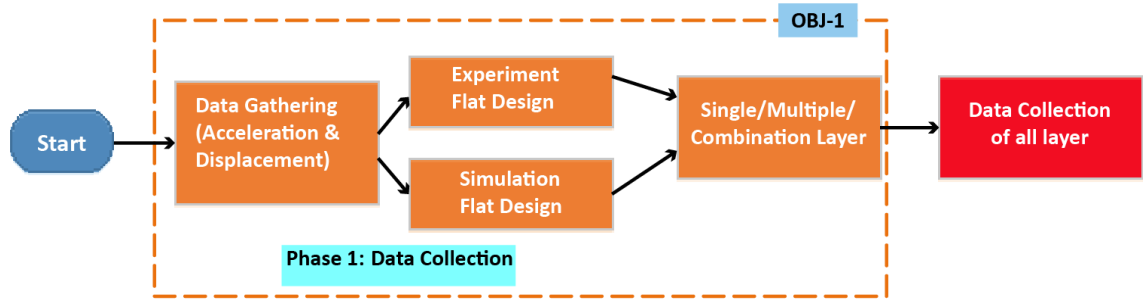 OBJ-1
Start
Data Gathering
(Acceleration &
Displacement)
Experiment
Flat Design
Simulation
Flat Design
Single/Multiple/
Combination Layer
Data Collection
of all layer
Phase 1: Data Collection